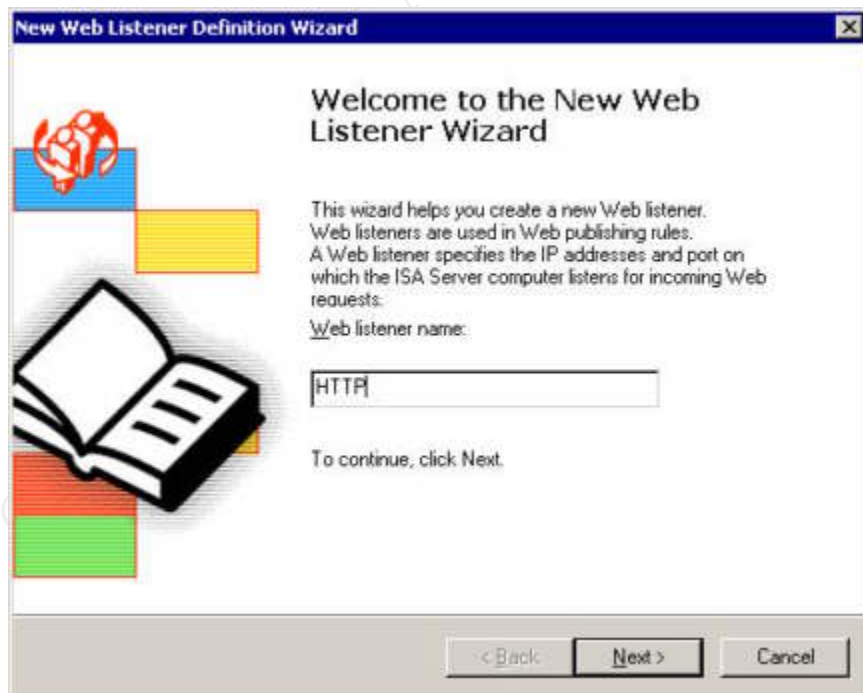 New Web Listener Definition Wizard
Welcome to the New Web
Listener Wizard
This wizard helps you create a new Web listener.
Web listeners are used in Web publishing rules.
A Web listener specifies the IP addresses and port on
which the ISA Server computer listens for incoming Web
requests.
Web listener name:
HTTP
To continue, click Next.
< Back
Next >
Cancel